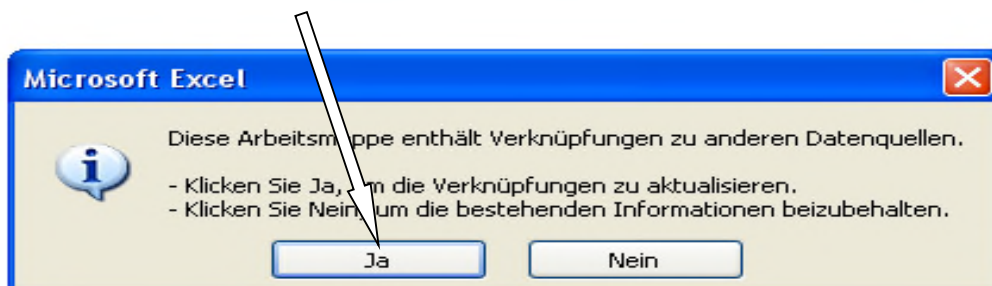 Microsoft Excel
Diese Arbeitsmappe enthält Verknüpfungen zu anderen Datenquellen.
- Klicken Sie Ja, um die Verknüpfungen zu aktualisieren.
- Klicken Sie Nein, um die bestehenden Informationen beizubehalten.
Ja Nein